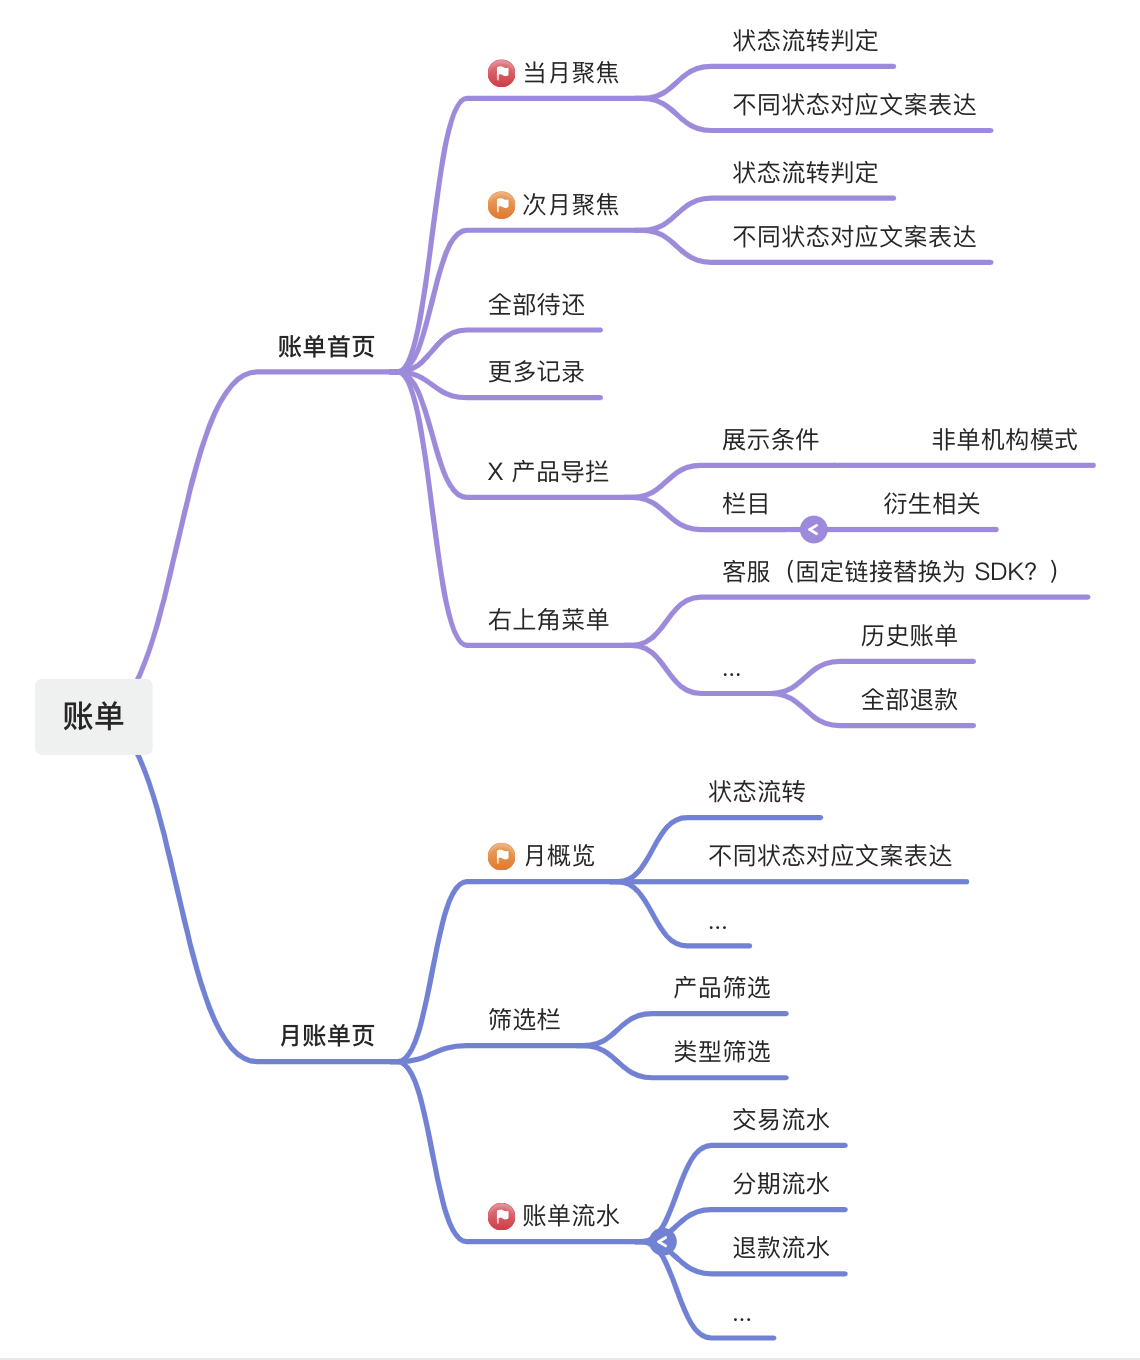 账单
账单首页
当月聚焦
状态流转判定
不同状态对应文案表达
次月聚焦
状态流转判定
不同状态对应文案表达
全部待还
更多记录
X 产品导拦
展示条件
非单机构模式
栏目
衍生相关
右上角菜单
客服（固定链接替换为 SDK？）
...
历史账单
全部退款
月账单页
月概览
状态流转
不同状态对应文案表达
...
筛选栏
产品筛选
类型筛选
账单流水
交易流水
分期流水
退款流水
...